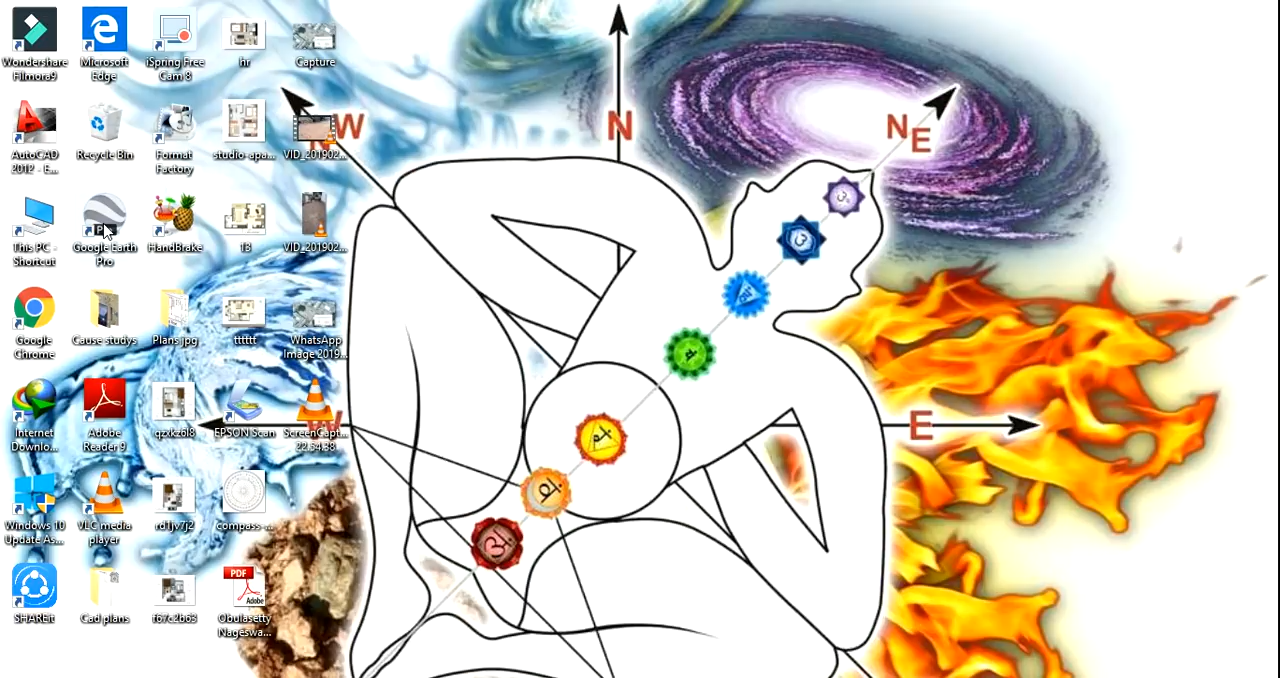 Wondershare
Filmora9
Microsoft
Edge
iSpring Free
Cam 8
hr
Capture
AutoCAD
2012 - E...
Recycle Bin
Format
Factory
studio-apa...
VID_201902...
This PC -
Shortcut
Google Earth
Pro
HandBrake
13
VID_201902...
Google
Chrome
Cause studys
Plans jpg
tttttt
WhatsApp
Image 2019...
Internet
Downlo...
Adobe
Reader 9
EPSON Scan
ScreenCapt...
22.54.38...
Windows 10
Update As...
VLC media
player
rd1jv7j2
compass -...
SHAREit
Cad plans
f67c2b63
PDF
Adobe
Obulasetty
Nageswa...
W
N
N E
E
W